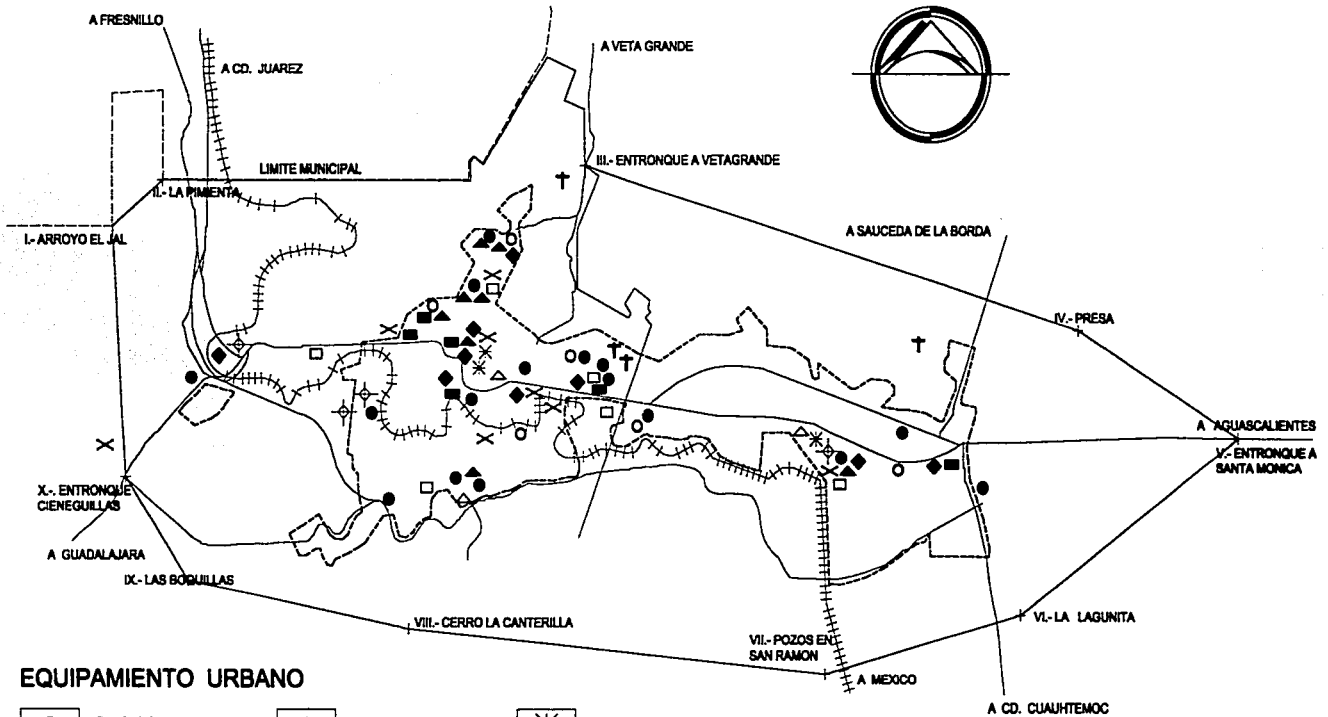 A FRESNILLO
A CD. JUAREZ
A VETA GRANDE
LIMITE MUNICIPAL
III.- ENTRONQUE A VETAGRANDE
II.- LA PIMIENTA
I.- ARROYO EL JAL
A SAUCEDA DE LA BORDA
IV.- PRESA
A AGUASCALIENTES
V.- ENTRONQUE A
SANTA MONICA
X.- ENTRONQUE
CIENEGUILLAS
A GUADALAJARA
IX.- LAS BOQUILLAS
VIII.- CERRO LA CANTERILLA
VII.- POZOS EN
SAN RAMON
VI.- LA LAGUNITA
A MEXICO
A CD. CUAUHTEMOC
EQUIPAMIENTO URBANO